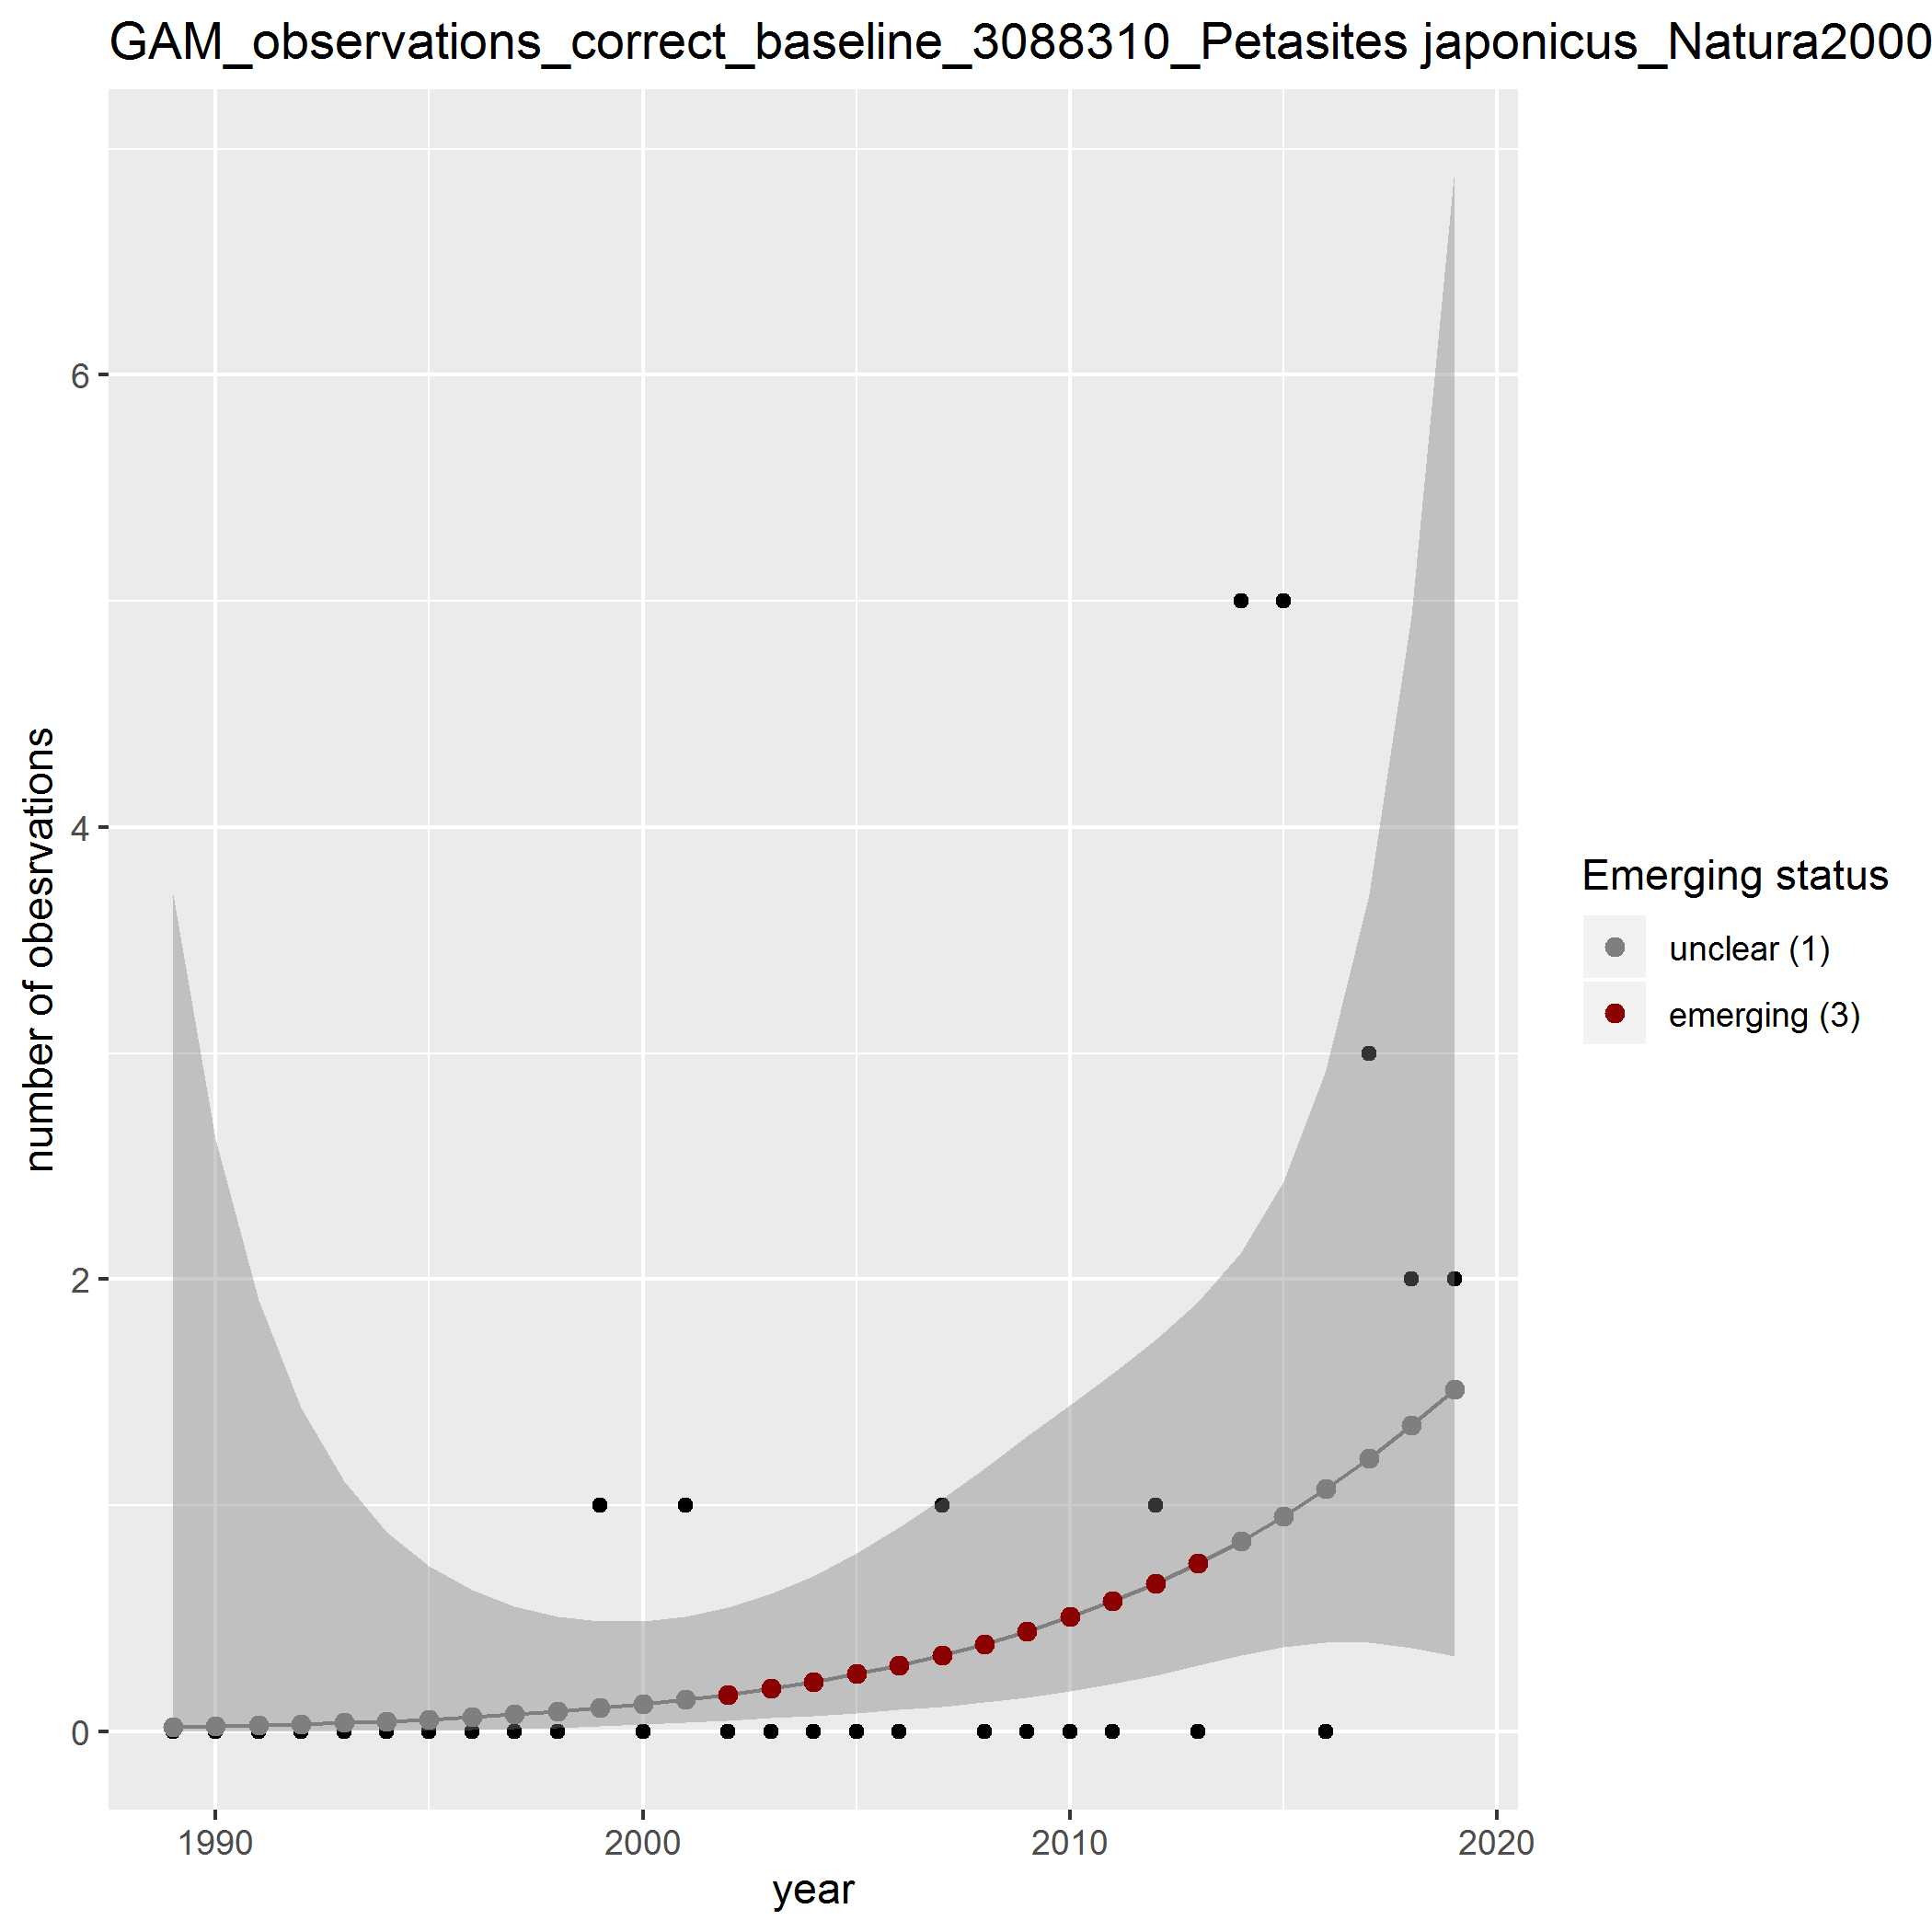 GAM_observations_correct_baseline_3088310_Petasites japonicus_Natura2000
number of obesrvations
6
4
2
0
1990
2000
2010
2020
year
Emerging status
unclear (1)
emerging (3)